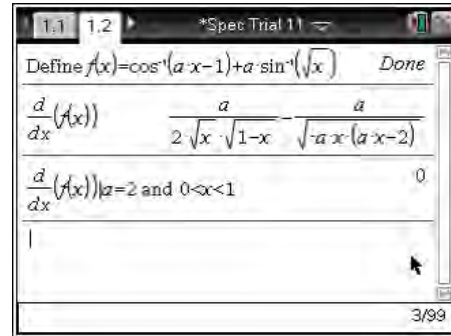 1.1 1.2 *Spec Trial 11
Define f(x)=cos⁻¹(a·x−1)+a·sin⁻¹(√x) Done
d/dx(f(x)) a/(2·√x·√1−x) − a/√(−a·x·(a·x−2))
d/dx(f(x))|a=2 and 0<x<1 0
3/99